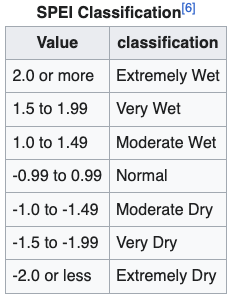 SPEI Classification[6]
Value classification
2.0 or more Extremely Wet
1.5 to 1.99 Very Wet
1.0 to 1.49 Moderate Wet
-0.99 to 0.99 Normal
-1.0 to -1.49 Moderate Dry
-1.5 to -1.99 Very Dry
-2.0 or less Extremely Dry